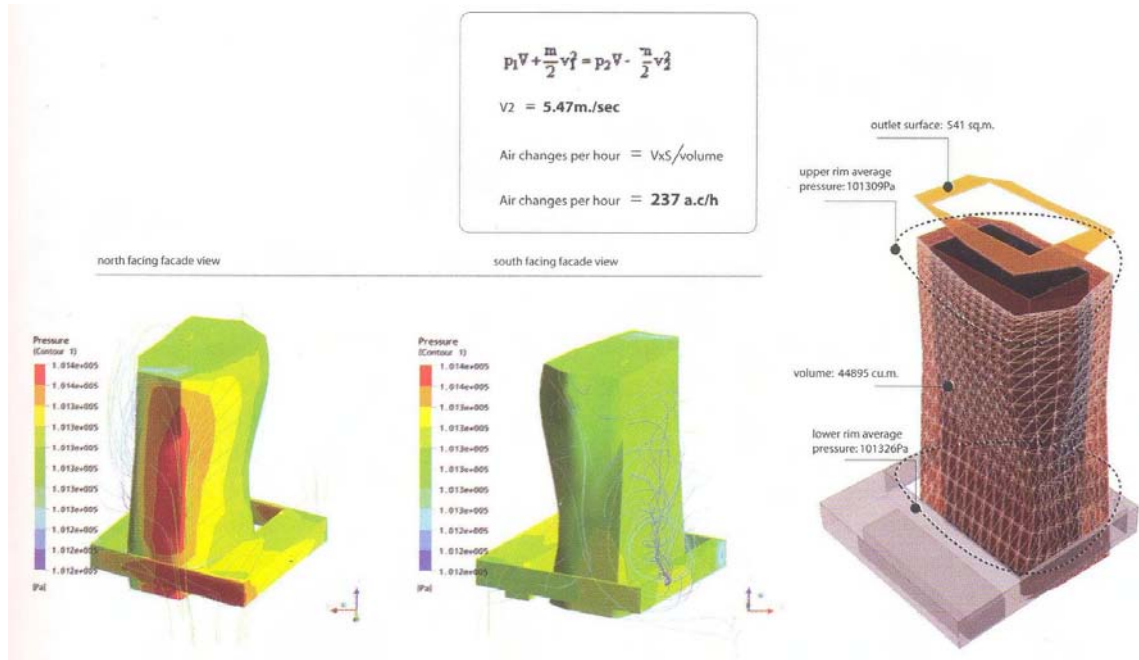 p₁∇ + m/2 v₁² = p₂∇ - n/2 v₂²
V2 = 5.47m./sec
Air changes per hour = VxS/volume
Air changes per hour = 237 a.c/h
outlet surface: 541 sq.m.
upper rim average
pressure: 101309Pa
north facing facade view
south facing facade view
Pressure
(Contour 1)
1.014e+005
1.014e+005
1.013e+005
1.013e+005
1.013e+005
1.013e+005
1.013e+005
1.013e+005
1.012e+005
1.012e+005
1.012e+005
[Pa]
Pressure
(Contour 1)
1.014e+005
1.014e+005
1.013e+005
1.013e+005
1.013e+005
1.013e+005
1.013e+005
1.013e+005
1.012e+005
1.012e+005
1.012e+005
[Pa]
volume: 44895 cu.m.
lower rim average
pressure: 101326Pa